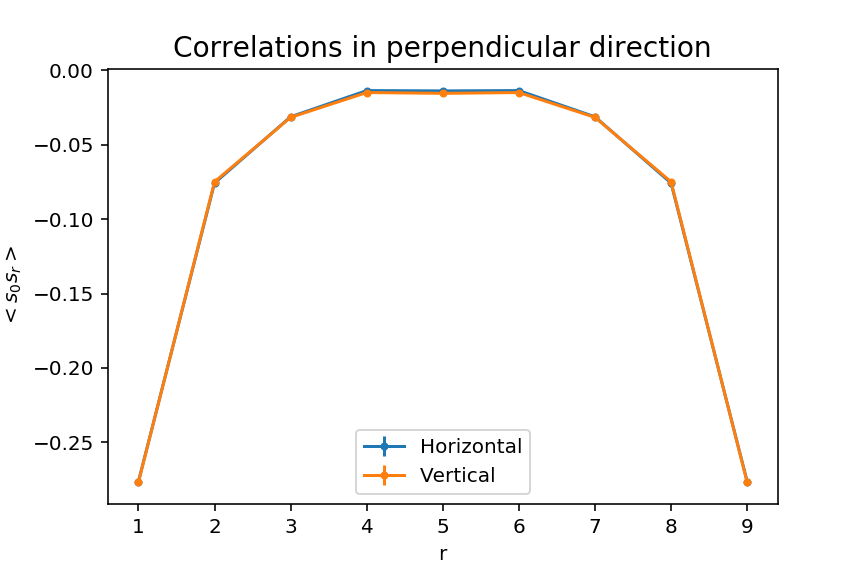 Correlations in perpendicular direction
0.00
−0.05
−0.10
−0.15
−0.20
−0.25
< s₀sᵣ >
Horizontal
Vertical
1 2 3 4 5 6 7 8 9
r